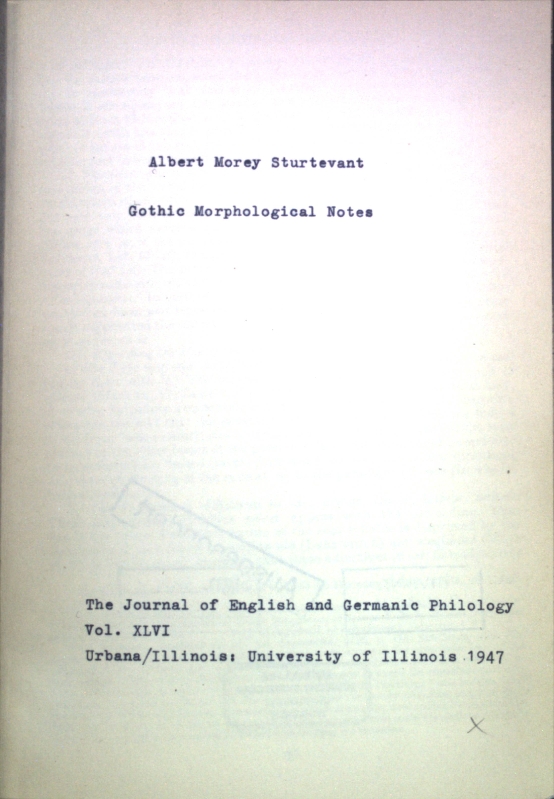 Albert Morey Sturtevant
Gothic Morphological Notes
The Journal of English and Germanic Philology
Vol. XLVI
Urbana/Illinois: University of Illinois 1947